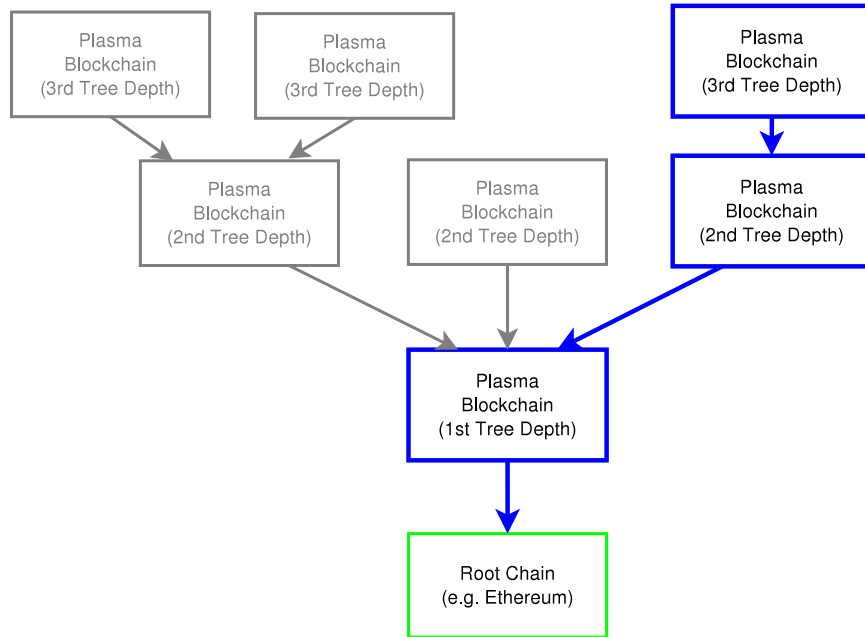 Plasma
Blockchain
(3rd Tree Depth)
Plasma
Blockchain
(3rd Tree Depth)
Plasma
Blockchain
(3rd Tree Depth)
Plasma
Blockchain
(2nd Tree Depth)
Plasma
Blockchain
(2nd Tree Depth)
Plasma
Blockchain
(2nd Tree Depth)
Plasma
Blockchain
(1st Tree Depth)
Root Chain
(e.g. Ethereum)